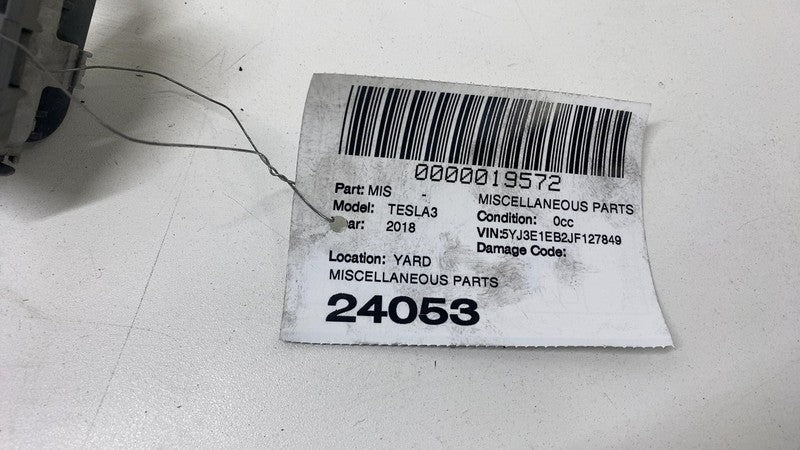 0000019572
Part: MIS - MISCELLANEOUS PARTS
Model: TESLA3 Condition: 0cc
ar: 2018 VIN:5YJ3E1EB2JF127849
Damage Code:
Location: YARD
MISCELLANEOUS PARTS
24053